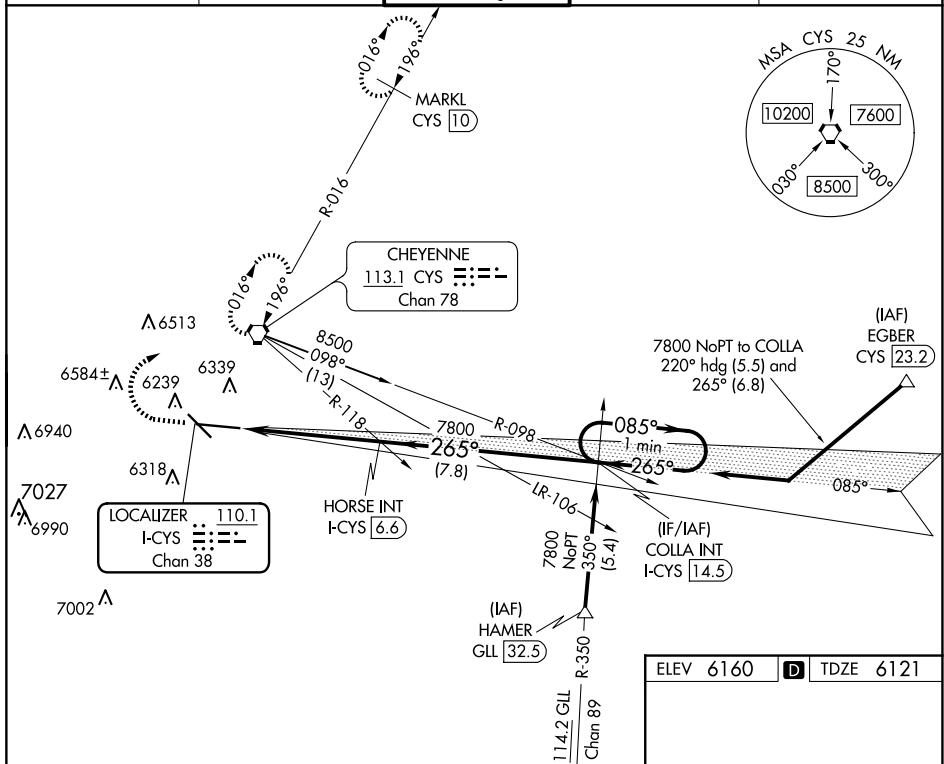 016°
196°
MARKL
CYS 10
R-016
MSA CYS 25 NM
170°
10200
7600
030°
300°
8500
CHEYENNE
113.1 CYS
Chan 78
016°
196°
6513
6584±
6239
6339
6940
7027
6990
6318
7002
8500
098°
(13)
R-118
R-098
LR-106
7800
265°
(7.8)
085°
1 min
265°
085°
7800 NoPT to COLLA
220° hdg (5.5) and
265° (6.8)
(IAF)
EGBER
CYS 23.2
HORSE INT
I-CYS 6.6
LOCALIZER 110.1
I-CYS
Chan 38
(IF/IAF)
COLLA INT
I-CYS 14.5
7800
NoPT
350°
(5.4)
(IAF)
HAMER
GLL 32.5
R-350
114.2 GLL
Chan 89
ELEV 6160 D TDZE 6121